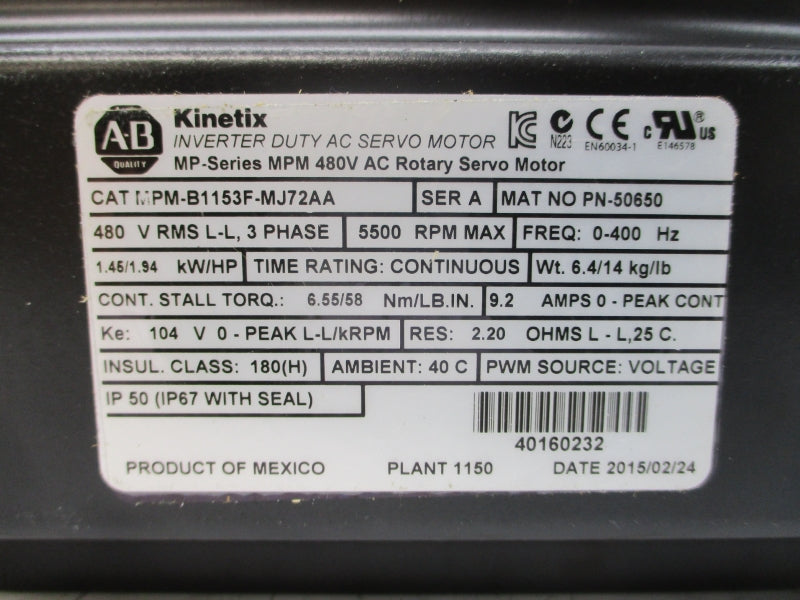 A-B
QUALITY
Kinetix
INVERTER DUTY AC SERVO MOTOR
MP-Series MPM 480V AC Rotary Servo Motor
N223
CE
EN60034-1
c RU® US
E146578
CAT MPM-B1153F-MJ72AA SER A MAT NO PN-50650
480 V RMS L-L, 3 PHASE 5500 RPM MAX FREQ: 0-400 Hz
1.45/1.94 kW/HP TIME RATING: CONTINUOUS Wt. 6.4/14 kg/lb
CONT. STALL TORQ.: 6.55/58 Nm/LB.IN. 9.2 AMPS 0 - PEAK CONT
Ke: 104 V 0 - PEAK L-L/kRPM RES: 2.20 OHMS L - L,25 C.
INSUL. CLASS: 180(H) AMBIENT: 40 C PWM SOURCE: VOLTAGE
IP 50 (IP67 WITH SEAL)
40160232
PRODUCT OF MEXICO PLANT 1150 DATE 2015/02/24